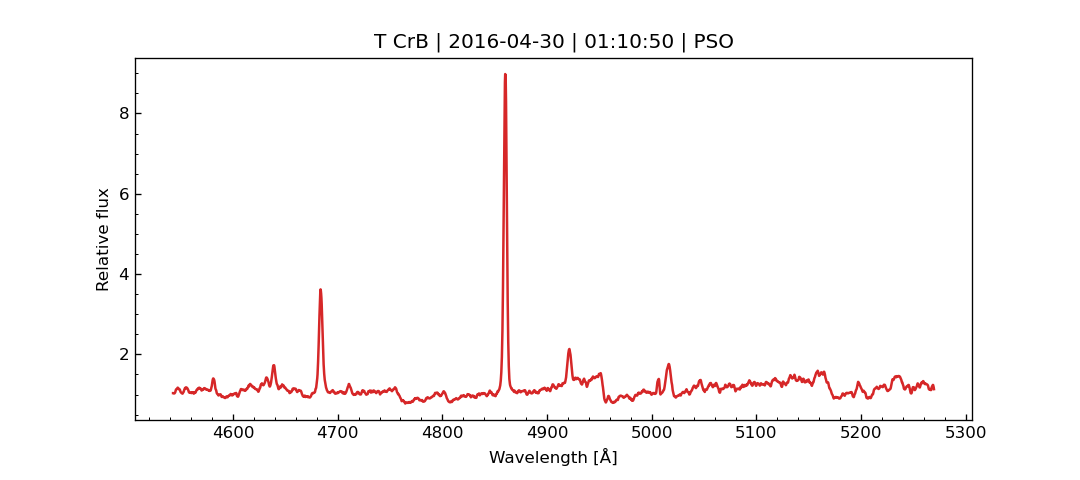 T CrB | 2016-04-30 | 01:10:50 | PSO
Relative flux
8
6
4
2
4600 4700 4800 4900 5000 5100 5200 5300
Wavelength [Å]